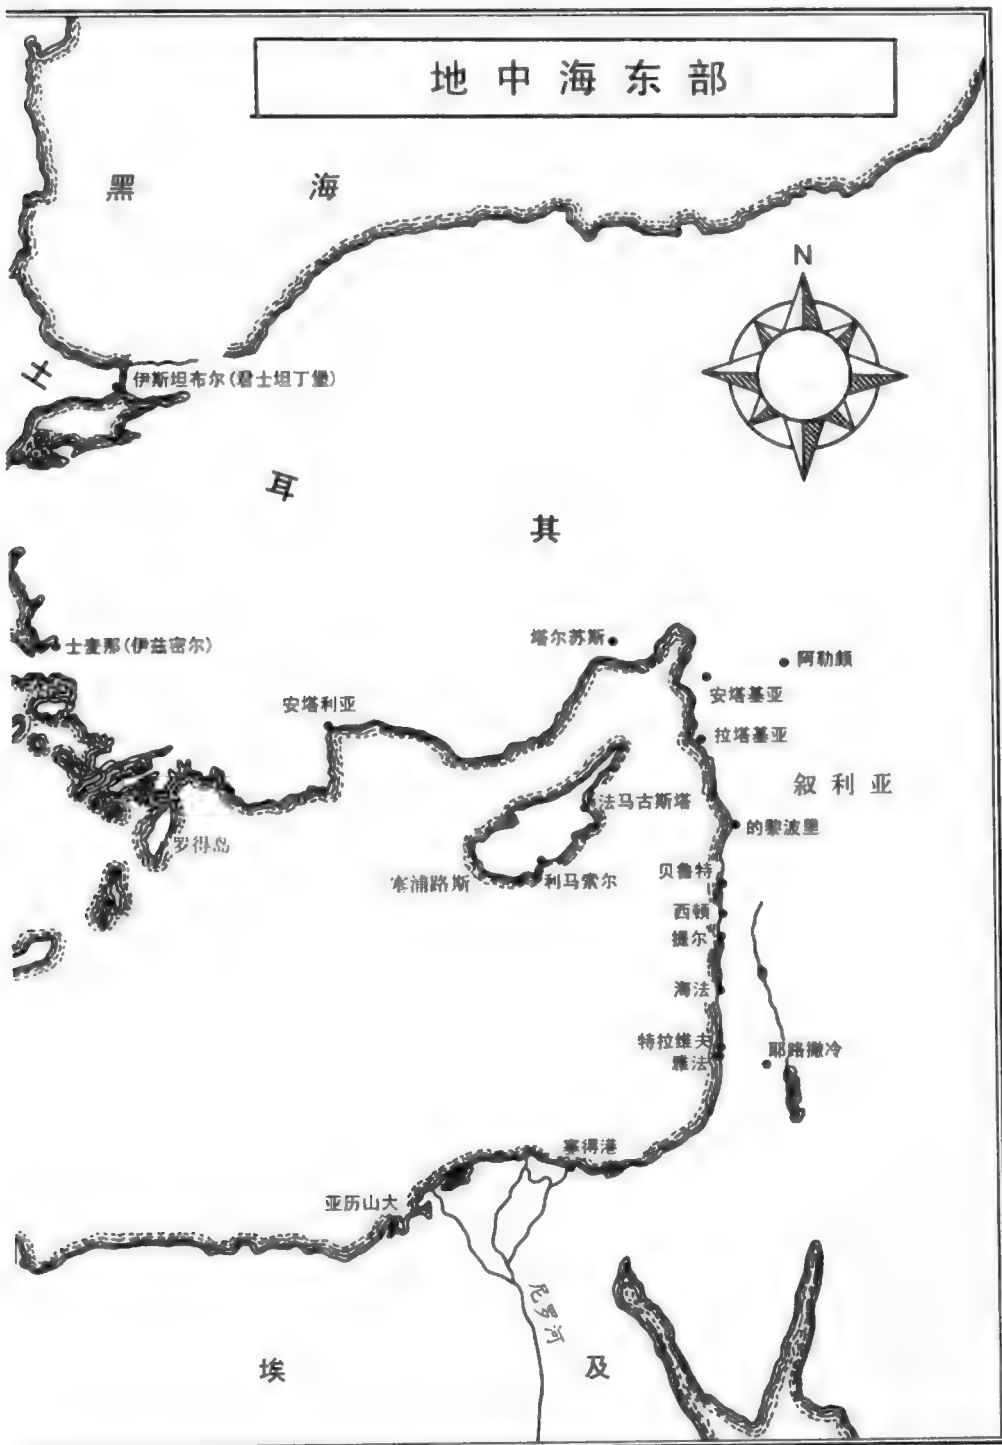 地中海东部
黑海
N
土耳其
伊斯坦布尔(君士坦丁堡)
士麦那(伊兹密尔)
塔尔苏斯
阿勒颇
安塔基亚
安塔利亚
拉塔基亚
叙利亚
法马古斯塔
的黎波里
罗得岛
贝鲁特
塞浦路斯
利马索尔
西顿
提尔
海法
特拉维夫
耶路撒冷
雅法
塞得港
亚历山大
尼罗河
埃及